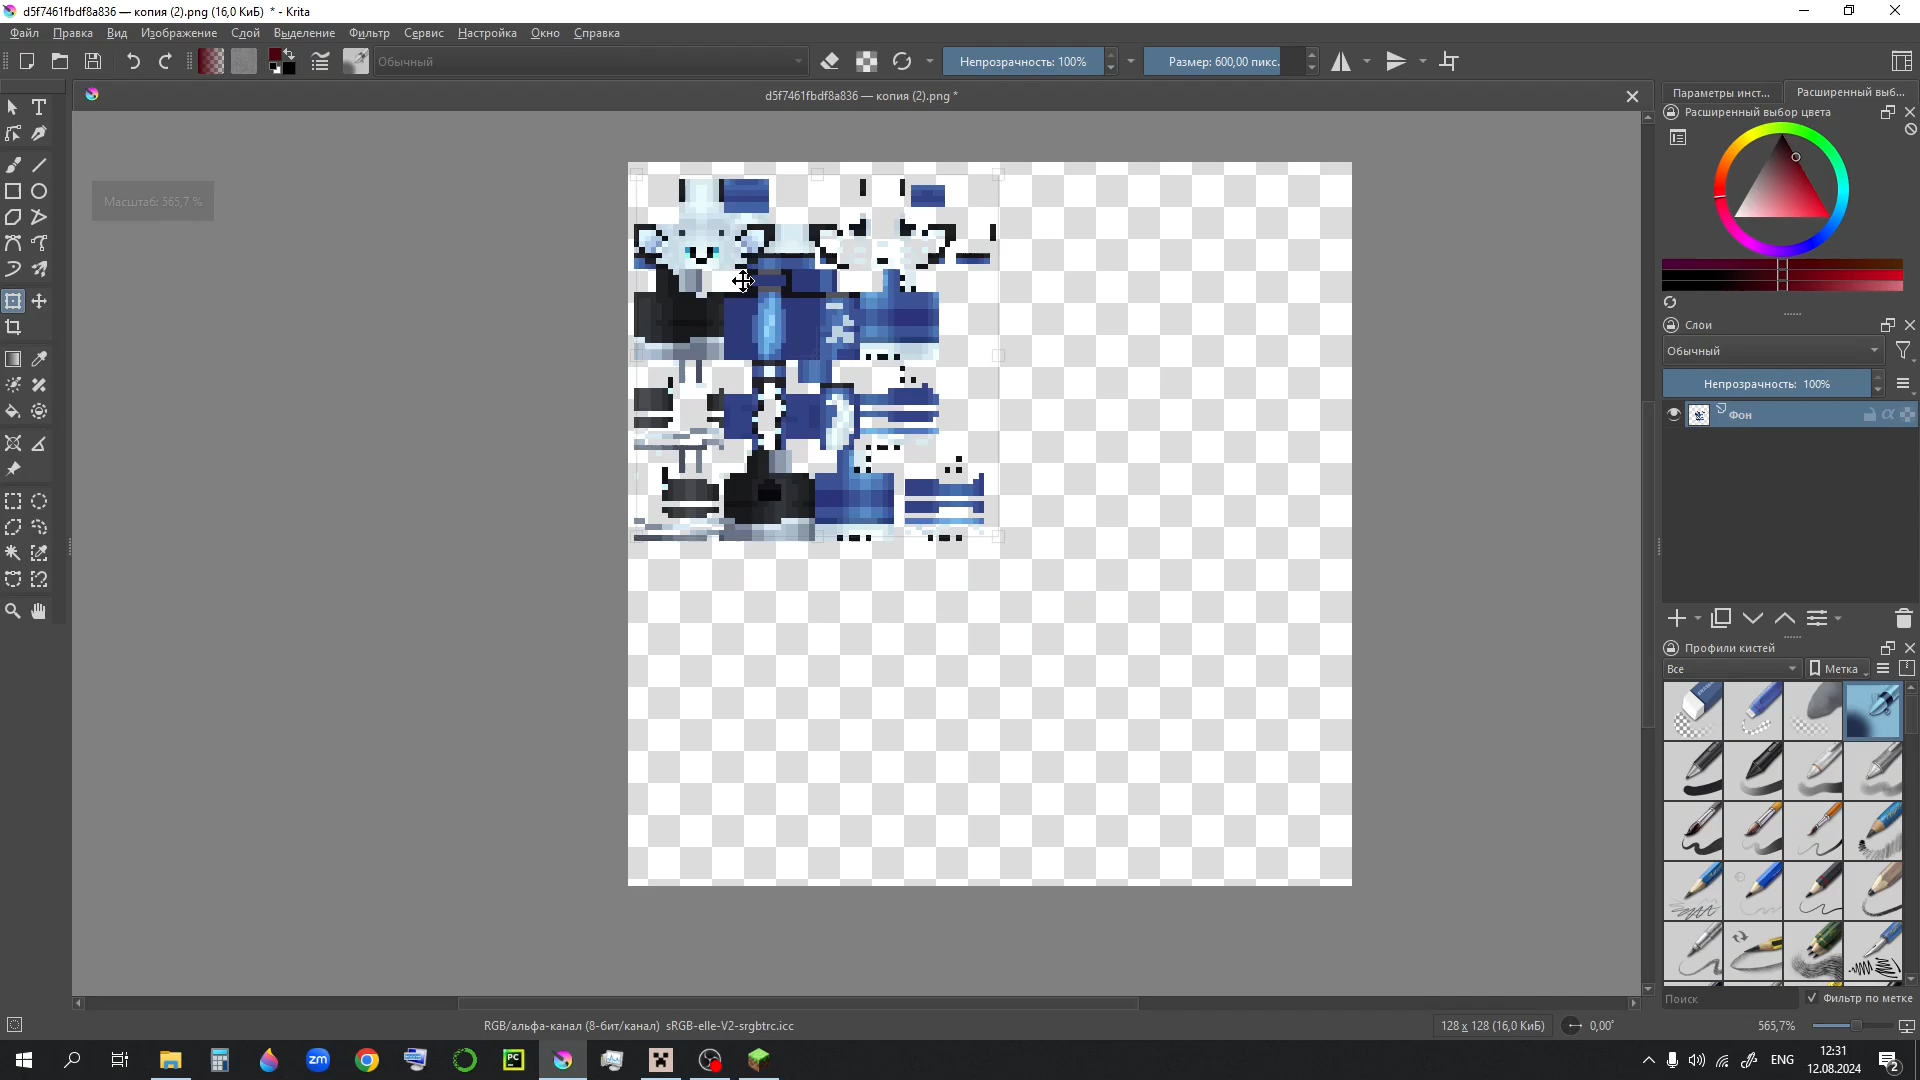 d5f7461fbdf8a836 — копия (2).png (16,0 КиБ) * - Krita
Файл Правка Вид Изображение Слой Выделение Фильтр Сервис Настройка Окно Справка
Обычный
Непрозрачность: 100%
Размер: 600,00 пикс.
d5f7461fbdf8a836 — копия (2).png *
Параметры инст...
Расширенный выб...
Расширенный выбор цвета
Масштаб: 565,7 %
Слои
Обычный
Непрозрачность: 100%
Фон
Профили кистей
Все
Метка
Поиск
Фильтр по метке
RGB/альфа-канал (8-бит/канал) sRGB-elle-V2-srgbtrc.icc
128 x 128 (16,0 КиБ)
0,00°
565,7%
zm
PC
ENG
12:31
12.08.2024
2